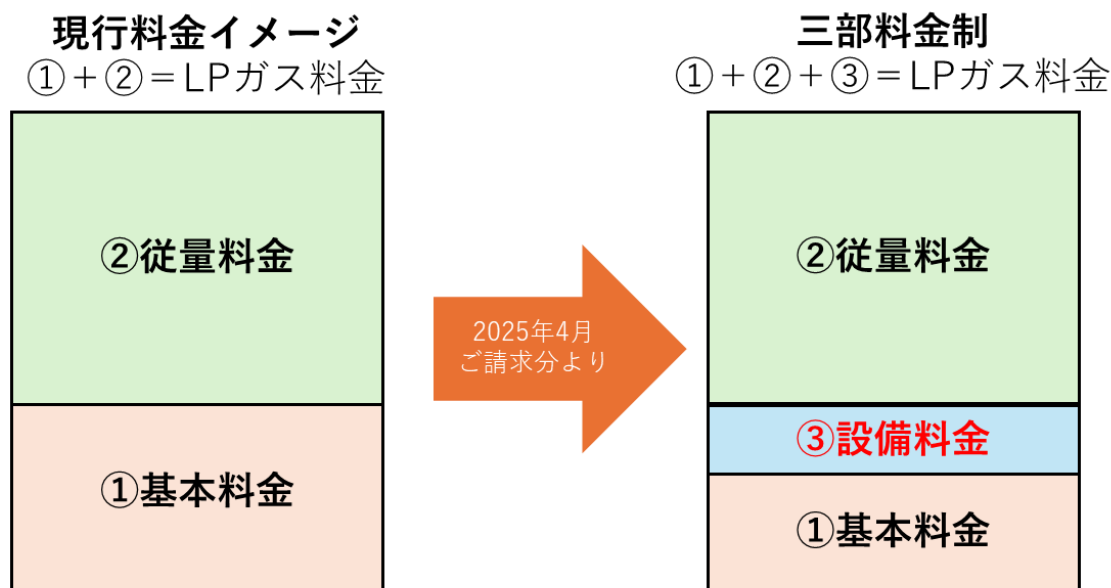 現行料金イメージ
①+②=LPガス料金
②従量料金
①基本料金
2025年4月
ご請求分より
三部料金制
①+②+③=LPガス料金
②従量料金
③設備料金
①基本料金